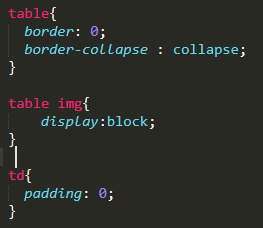 table{
border: 0;
border-collapse : collapse;
}
table img{
display:block;
}
td{
padding: 0;
}